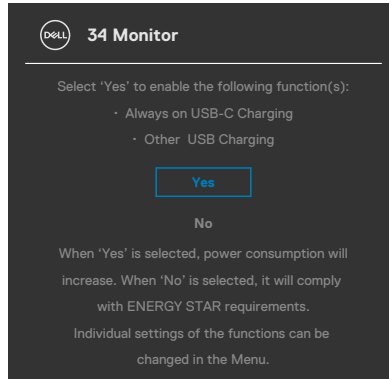 DELL
34 Monitor
Select ‘Yes’ to enable the following function(s):
· Always on USB-C Charging
· Other USB Charging
Yes
No
When ‘Yes’ is selected, power consumption will
increase. When ‘No’ is selected, it will comply
with ENERGY STAR requirements.
Individual settings of the functions can be
changed in the Menu.